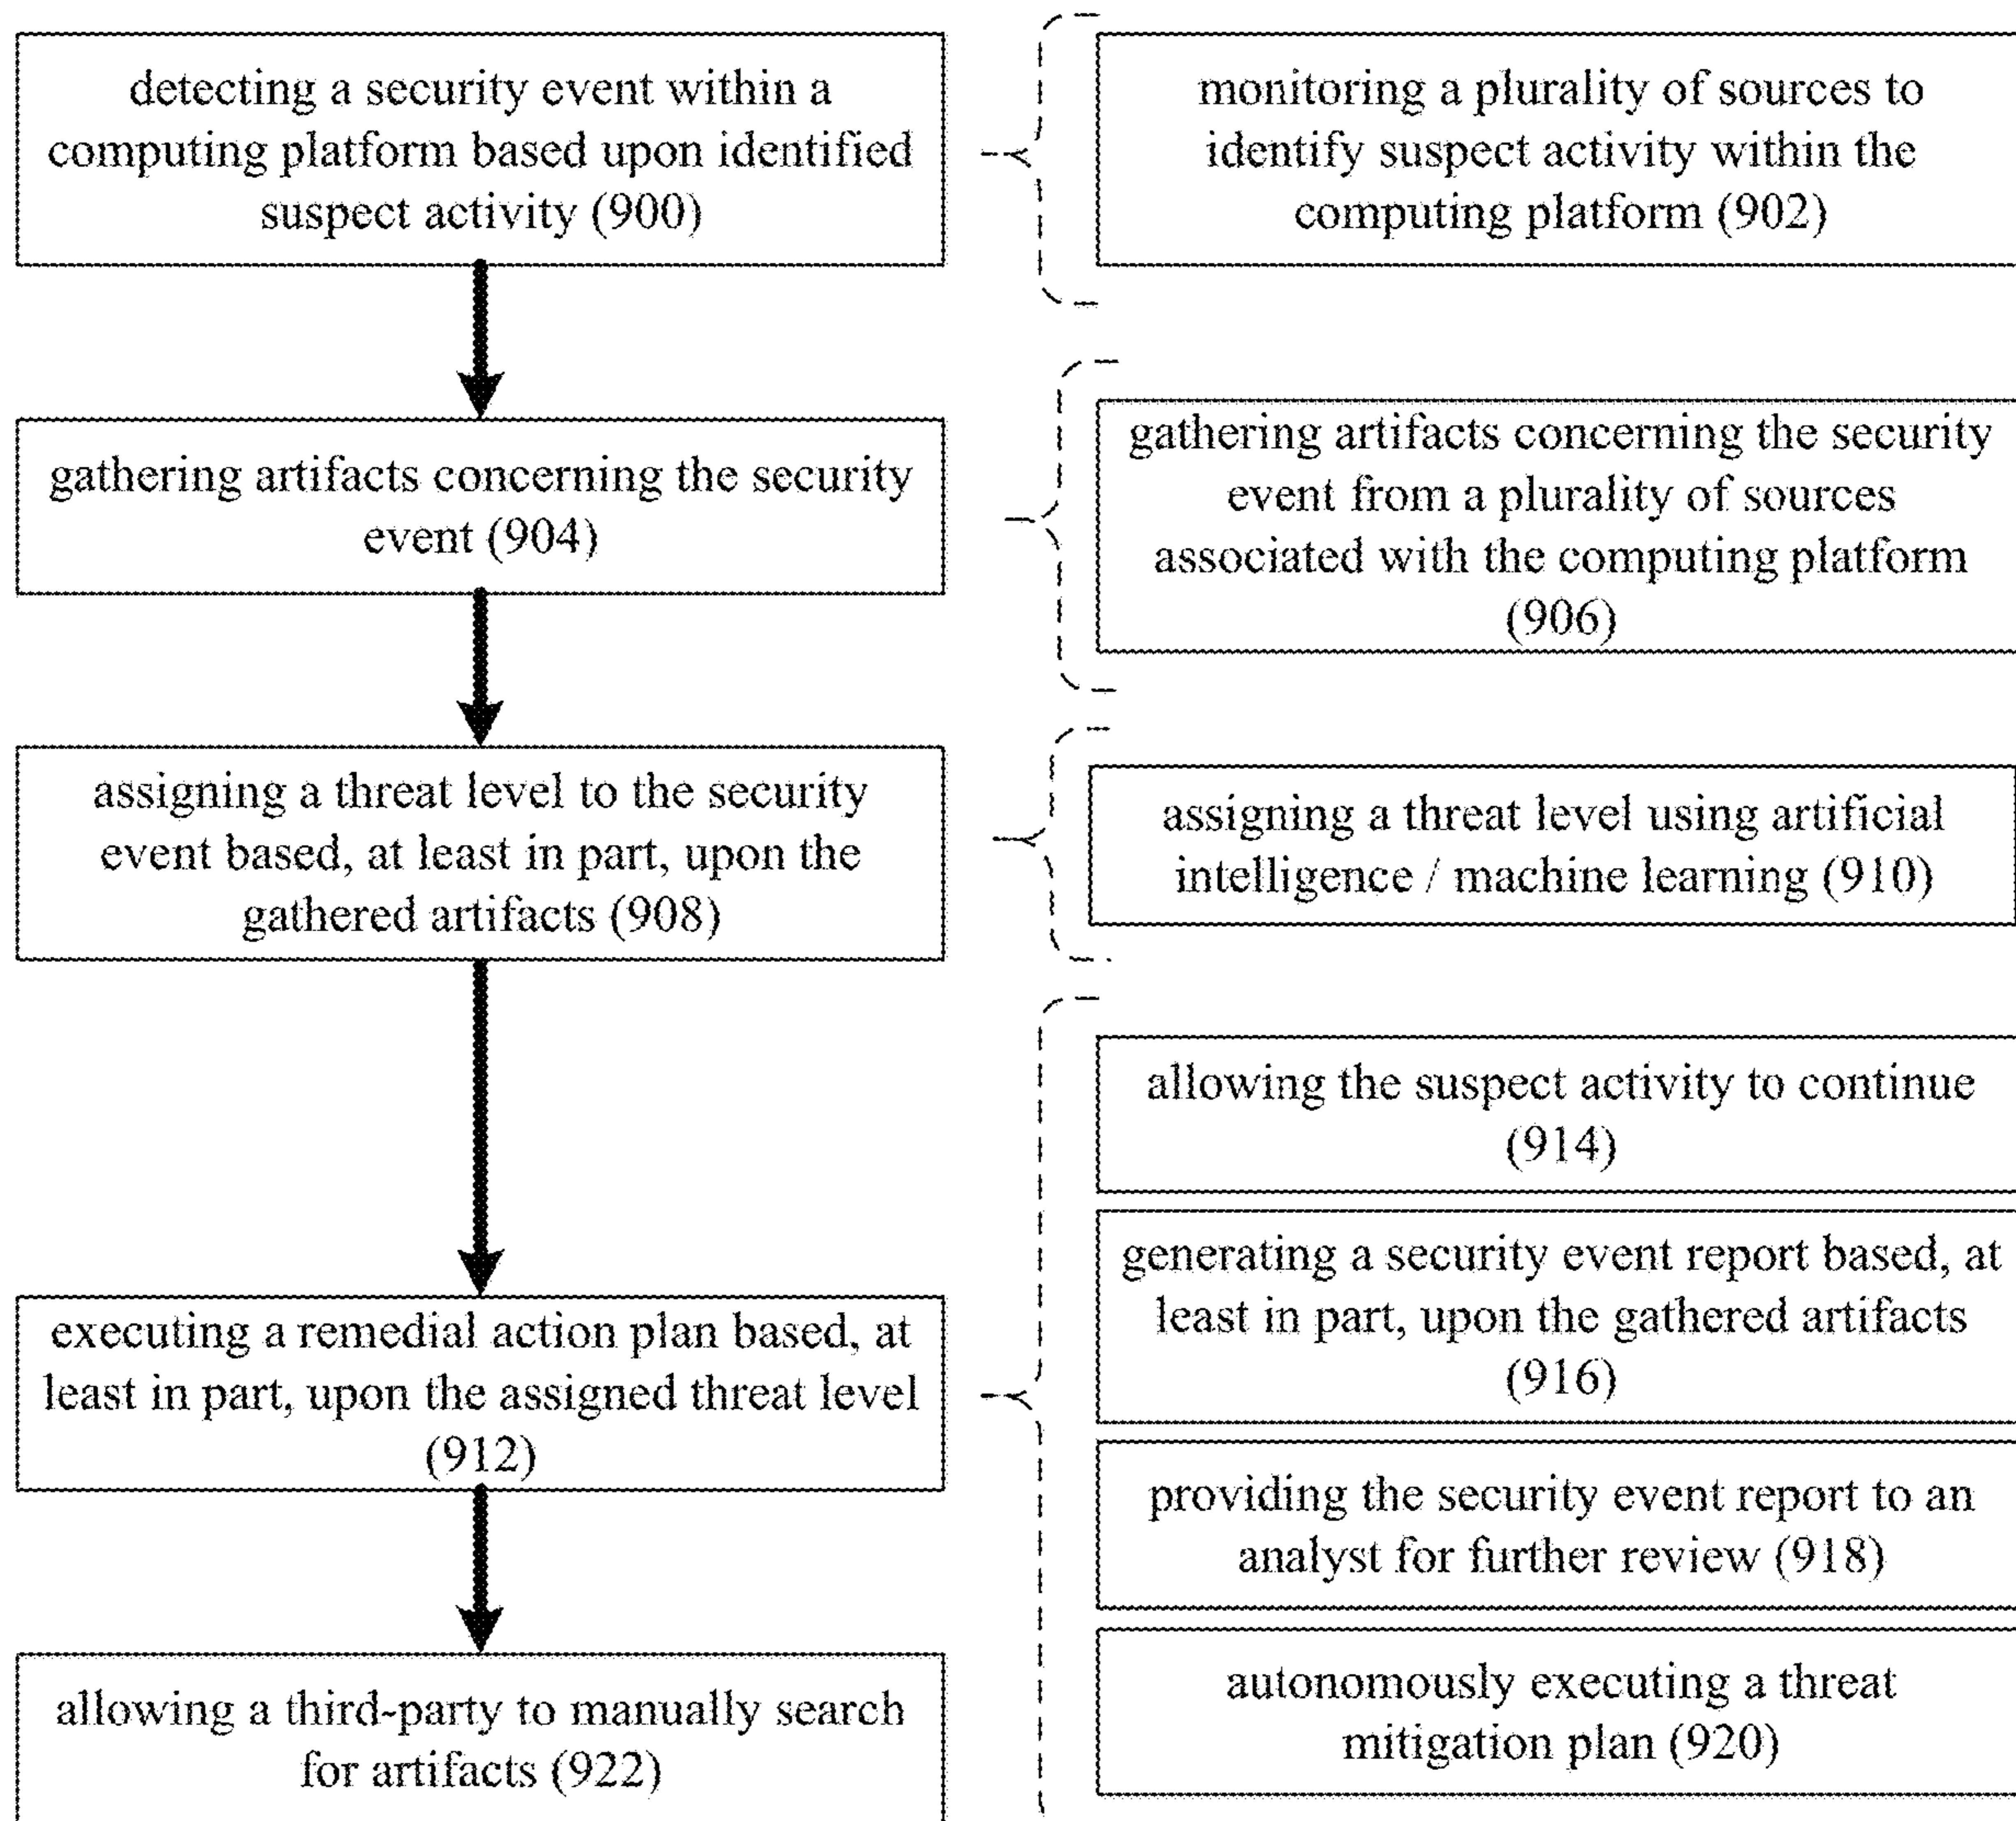 detecting a security event within a
computing platform based upon identified
suspect activity (900)
monitoring a plurality of sources to
identify suspect activity within the
computing platform (902)
gathering artifacts concerning the security
event (904)
gathering artifacts concerning the security
event from a plurality of sources
associated with the computing platform
(906)
assigning a threat level to the security
event based, at least in part, upon the
gathered artifacts (908)
assigning a threat level using artificial
intelligence / machine learning (910)
executing a remedial action plan based, at
least in part, upon the assigned threat level
(912)
allowing the suspect activity to continue
(914)
generating a security event report based, at
least in part, upon the gathered artifacts
(916)
providing the security event report to an
analyst for further review (918)
autonomously executing a threat
mitigation plan (920)
allowing a third-party to manually search
for artifacts (922)